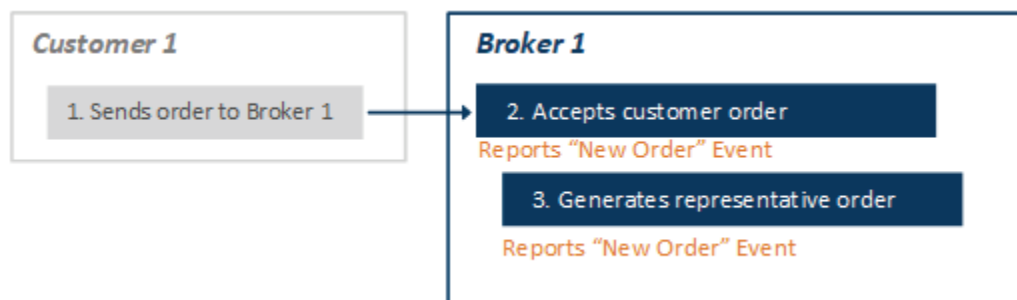 Customer 1
1. Sends order to Broker 1
Broker 1
2. Accepts customer order
Reports “New Order” Event
3. Generates representative order
Reports “New Order” Event